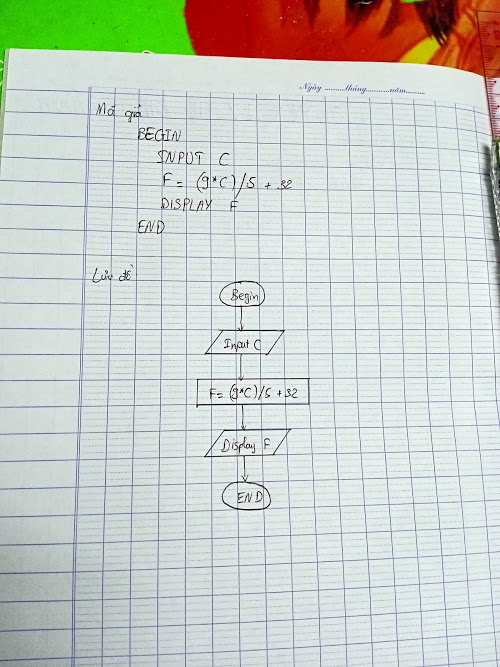 Ngày ........tháng..........năm........
Mã giả
BEGIN
INPUT C
F = (9*C)/5 + 32
DISPLAY F
END
Lưu đồ
Begin
Input C
F = (9*C)/5 + 32
Display F
END